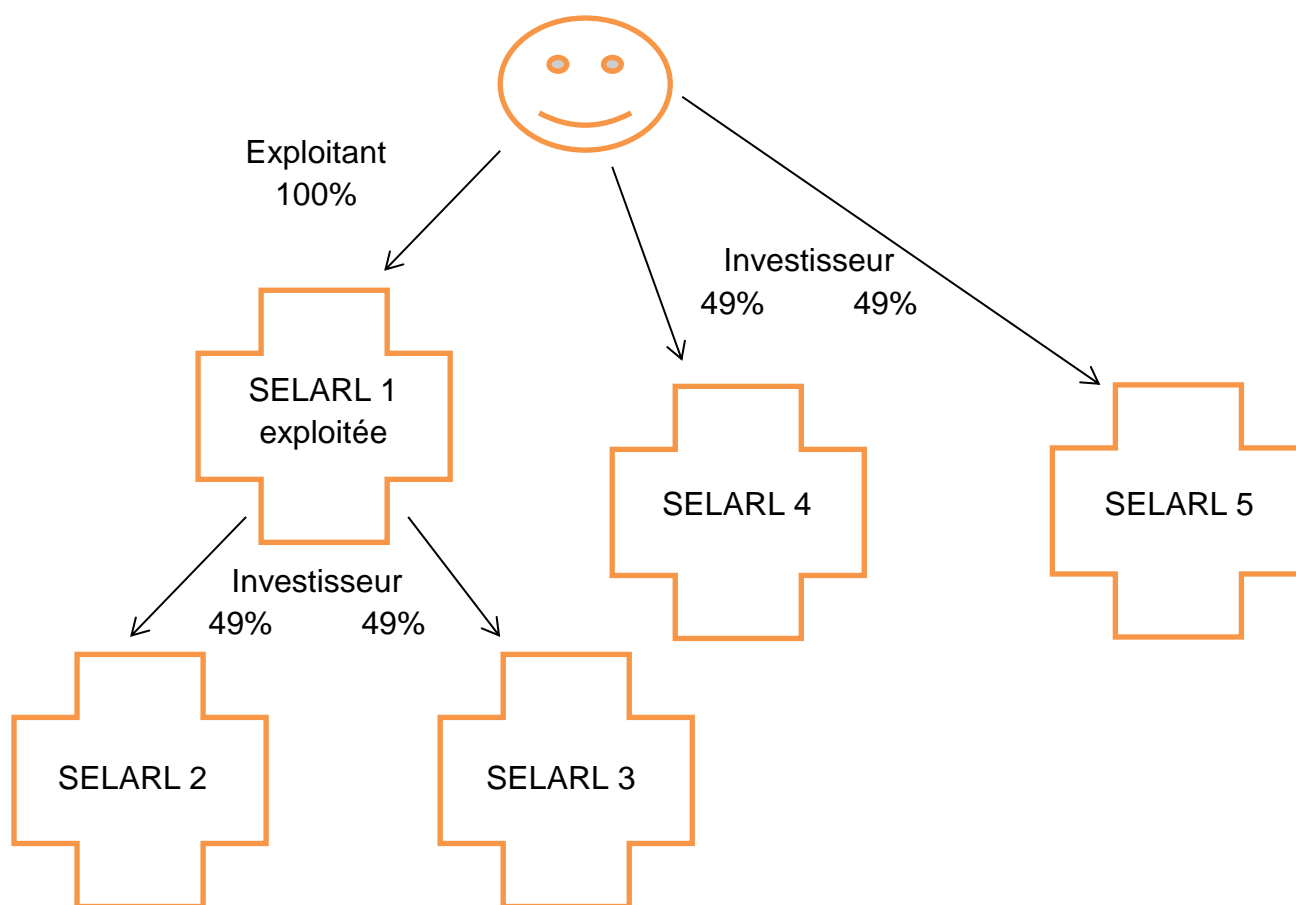 Exploitant
100%
Investisseur
49% 49%
SELARL 1
exploitée
SELARL 4
SELARL 5
Investisseur
49% 49%
SELARL 2
SELARL 3